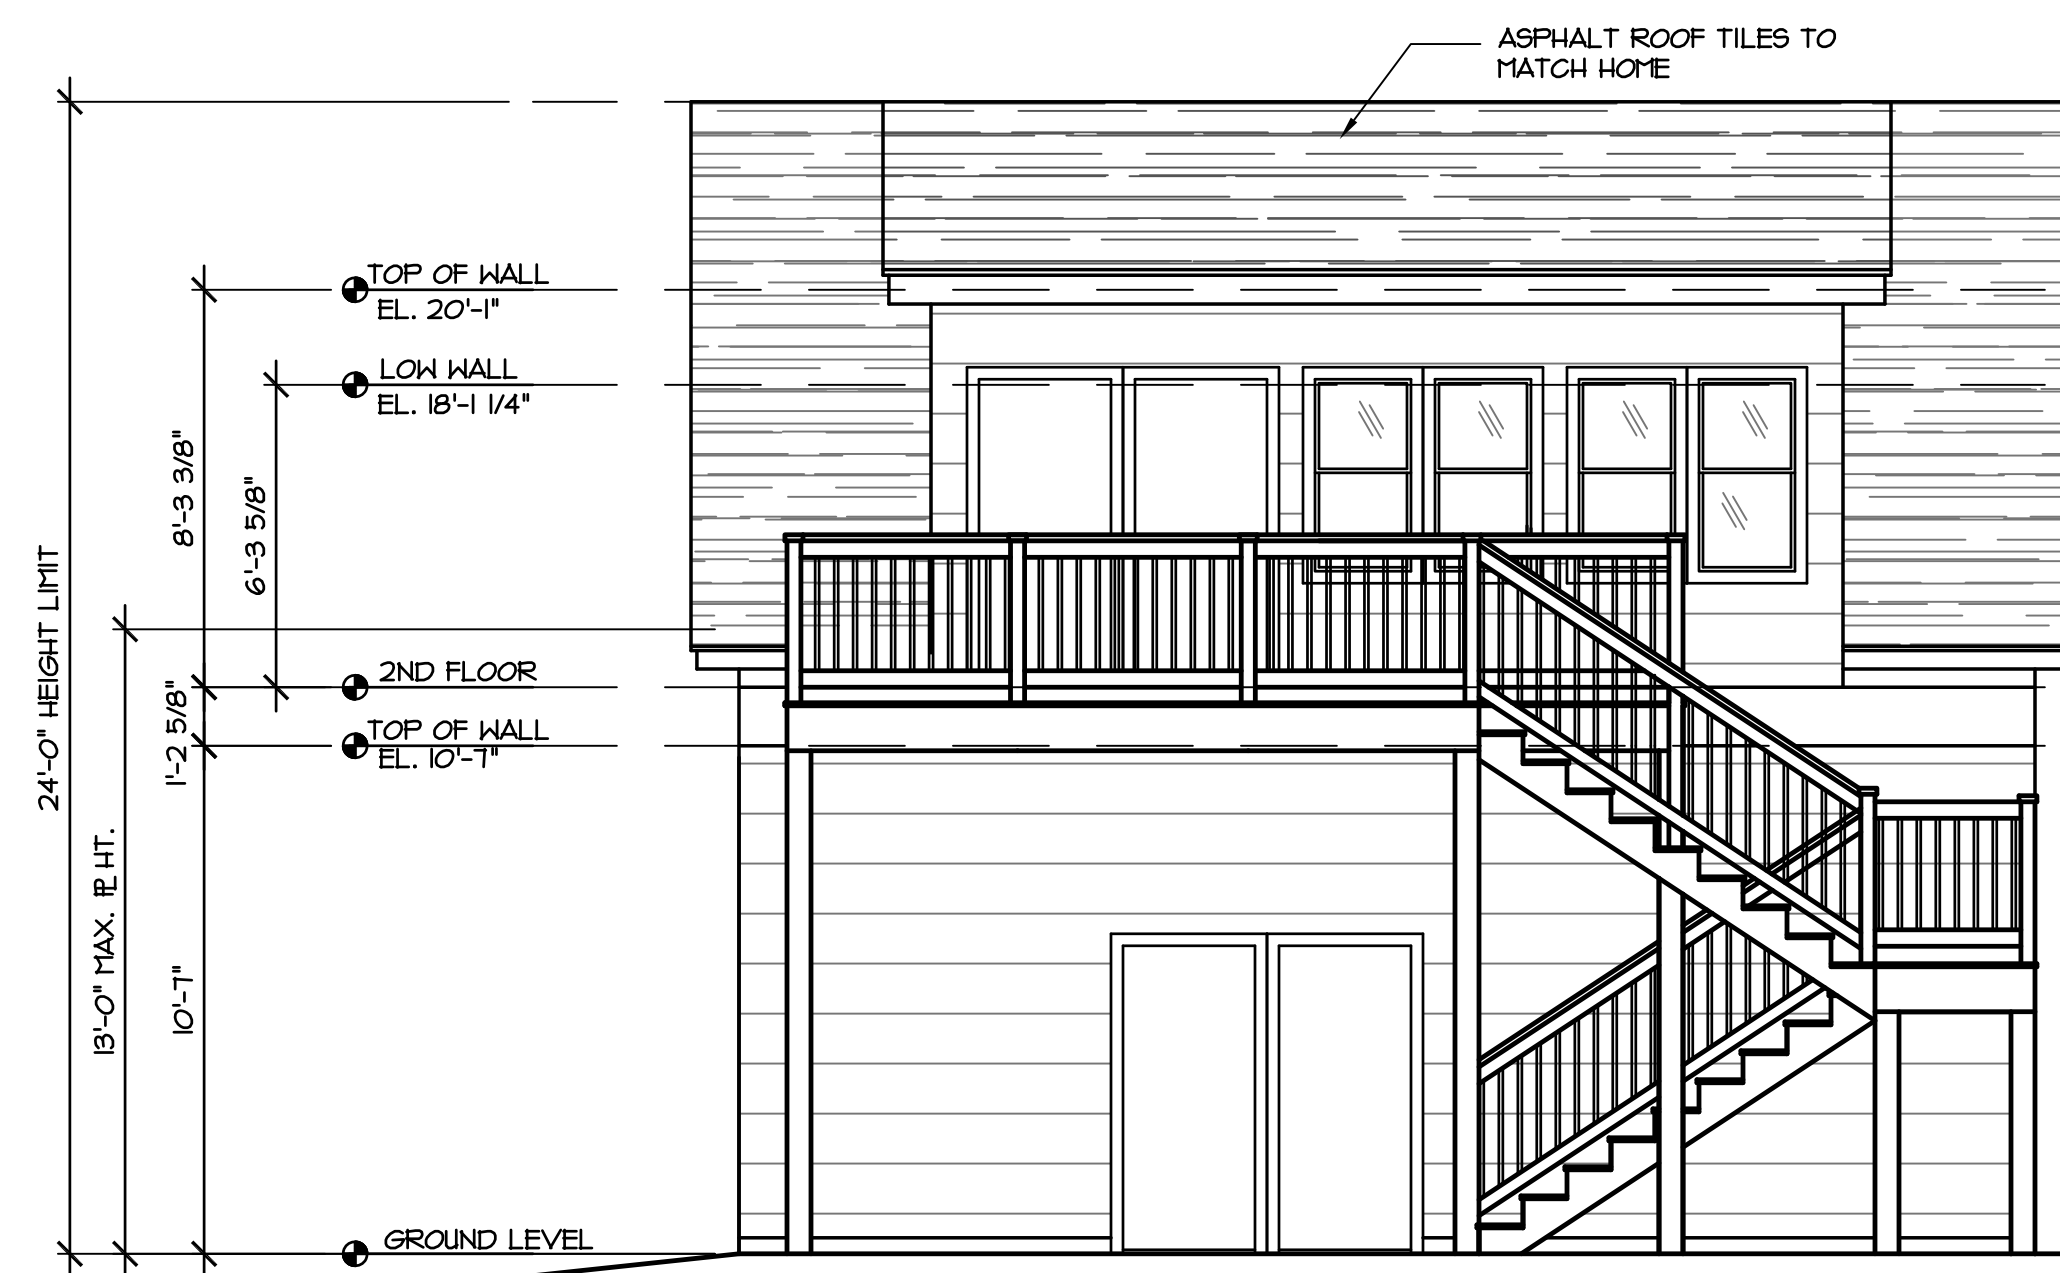 ASPHALT ROOF TILES TO
MATCH HOME
TOP OF WALL
EL. 20'-1"
LOW WALL
EL. 18'-1 1/4"
8'-3 3/8"
6'-3 5/8"
24'-0" HEIGHT LIMIT
2ND FLOOR
1'-2 5/8"
TOP OF WALL
EL. 10'-7"
13'-0" MAX. PL HT.
10'-7"
GROUND LEVEL